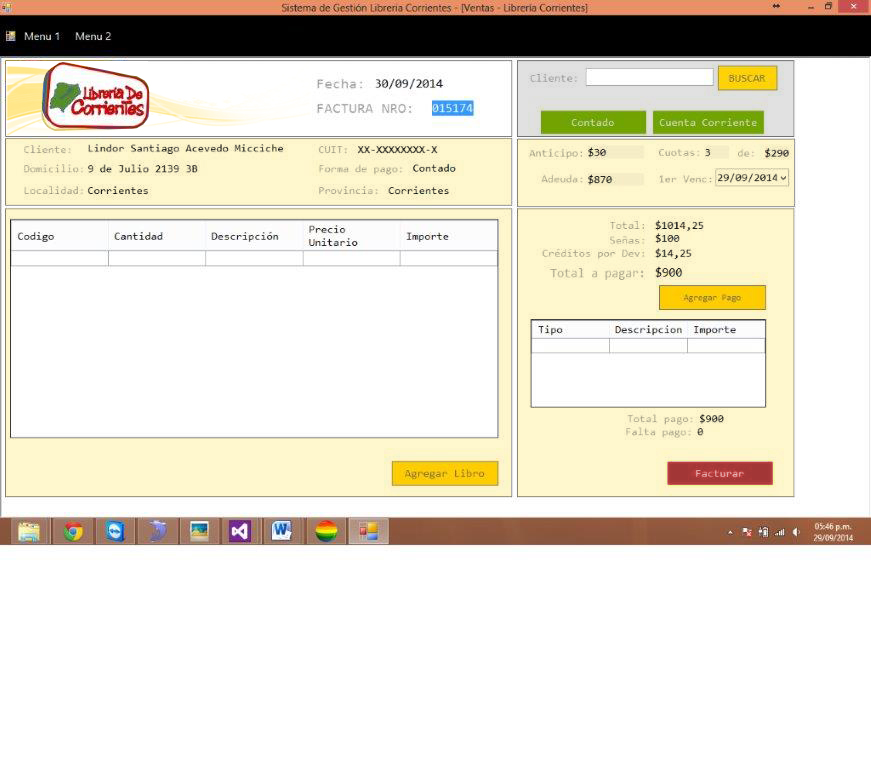 Sistema de Gestión Libreria Corrientes - [Ventas - Librería Corrientes]
Menu 1 Menu 2
Librería De
Corrientes
Fecha: 30/09/2014
FACTURA NRO: 015174
Cliente: BUSCAR
Contado Cuenta Corriente
Cliente: Lindor Santiago Acevedo Micciche CUIT: XX-XXXXXXXX-X
Domicilio: 9 de Julio 2139 3B Forma de pago: Contado
Localidad: Corrientes Provincia: Corrientes
Anticipo: $30 Cuotas: 3 de: $290
Adeuda: $870 1er Venc: 29/09/2014
Codigo Cantidad Descripción Precio Unitario Importe
Agregar Libro
Total: $1014,25
Señas: $100
Créditos por Dev: $14,25
Total a pagar: $900
Agregar Pago
Tipo Descripcion Importe
Total pago: $900
Falta pago: 0
Facturar
05:46 p.m.
29/09/2014